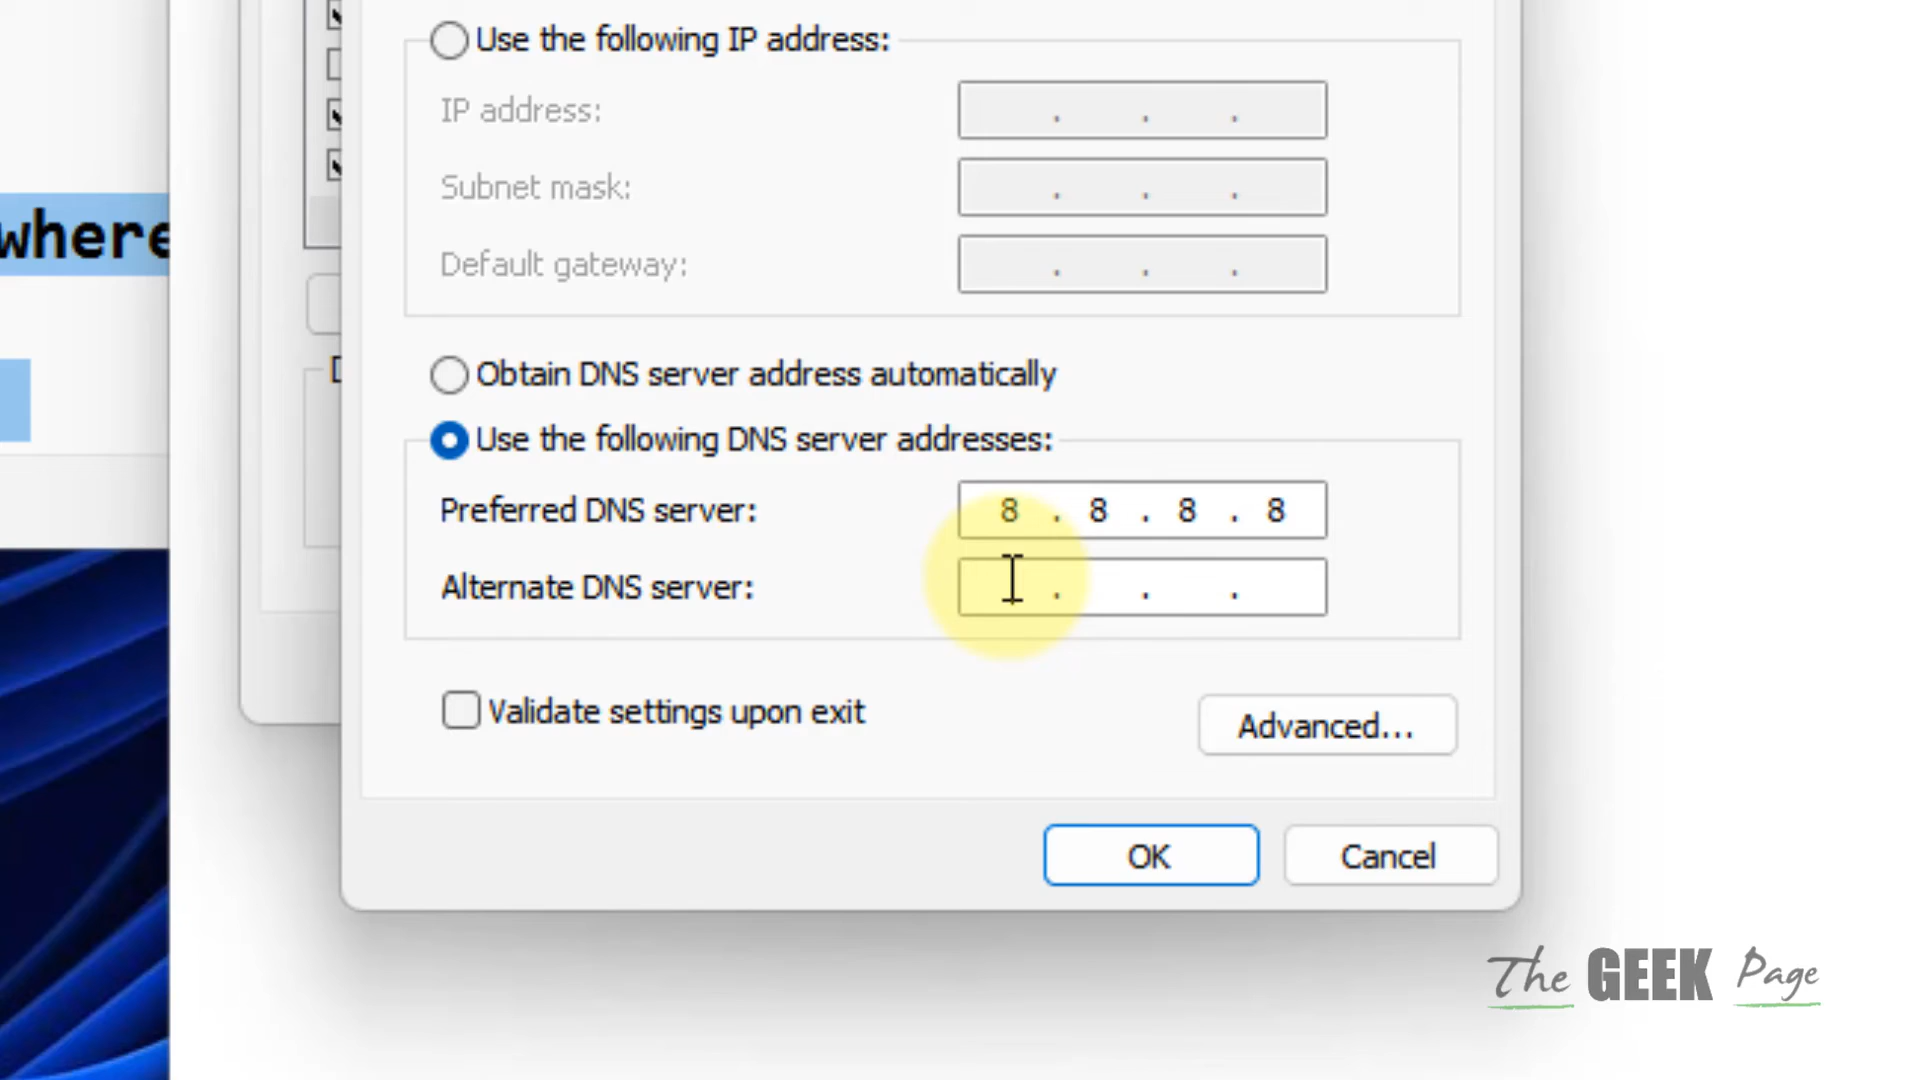 Use the following IP address:
IP address: . . .
Subnet mask: . . .
where
Default gateway: . . .
Obtain DNS server address automatically
Use the following DNS server addresses:
Preferred DNS server: 8 . 8 . 8 . 8
Alternate DNS server: . . .
Validate settings upon exit
Advanced...
OK Cancel
The GEEK Page